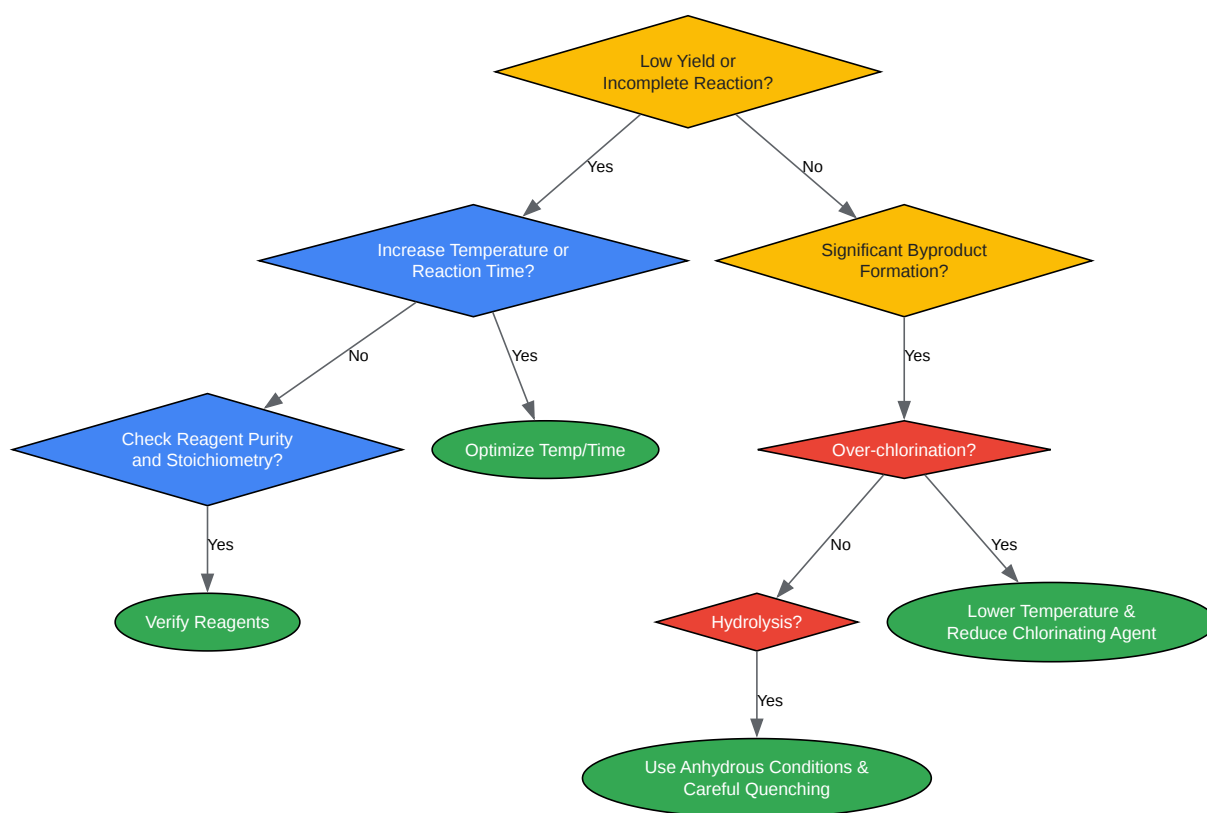 Low Yield or
Incomplete Reaction?
Yes
No
Increase Temperature or
Reaction Time?
Significant Byproduct
Formation?
No
Yes
Yes
Check Reagent Purity
and Stoichiometry?
Optimize Temp/Time
Over-chlorination?
Yes
No
Yes
Verify Reagents
Hydrolysis?
Lower Temperature &
Reduce Chlorinating Agent
Yes
Use Anhydrous Conditions &
Careful Quenching